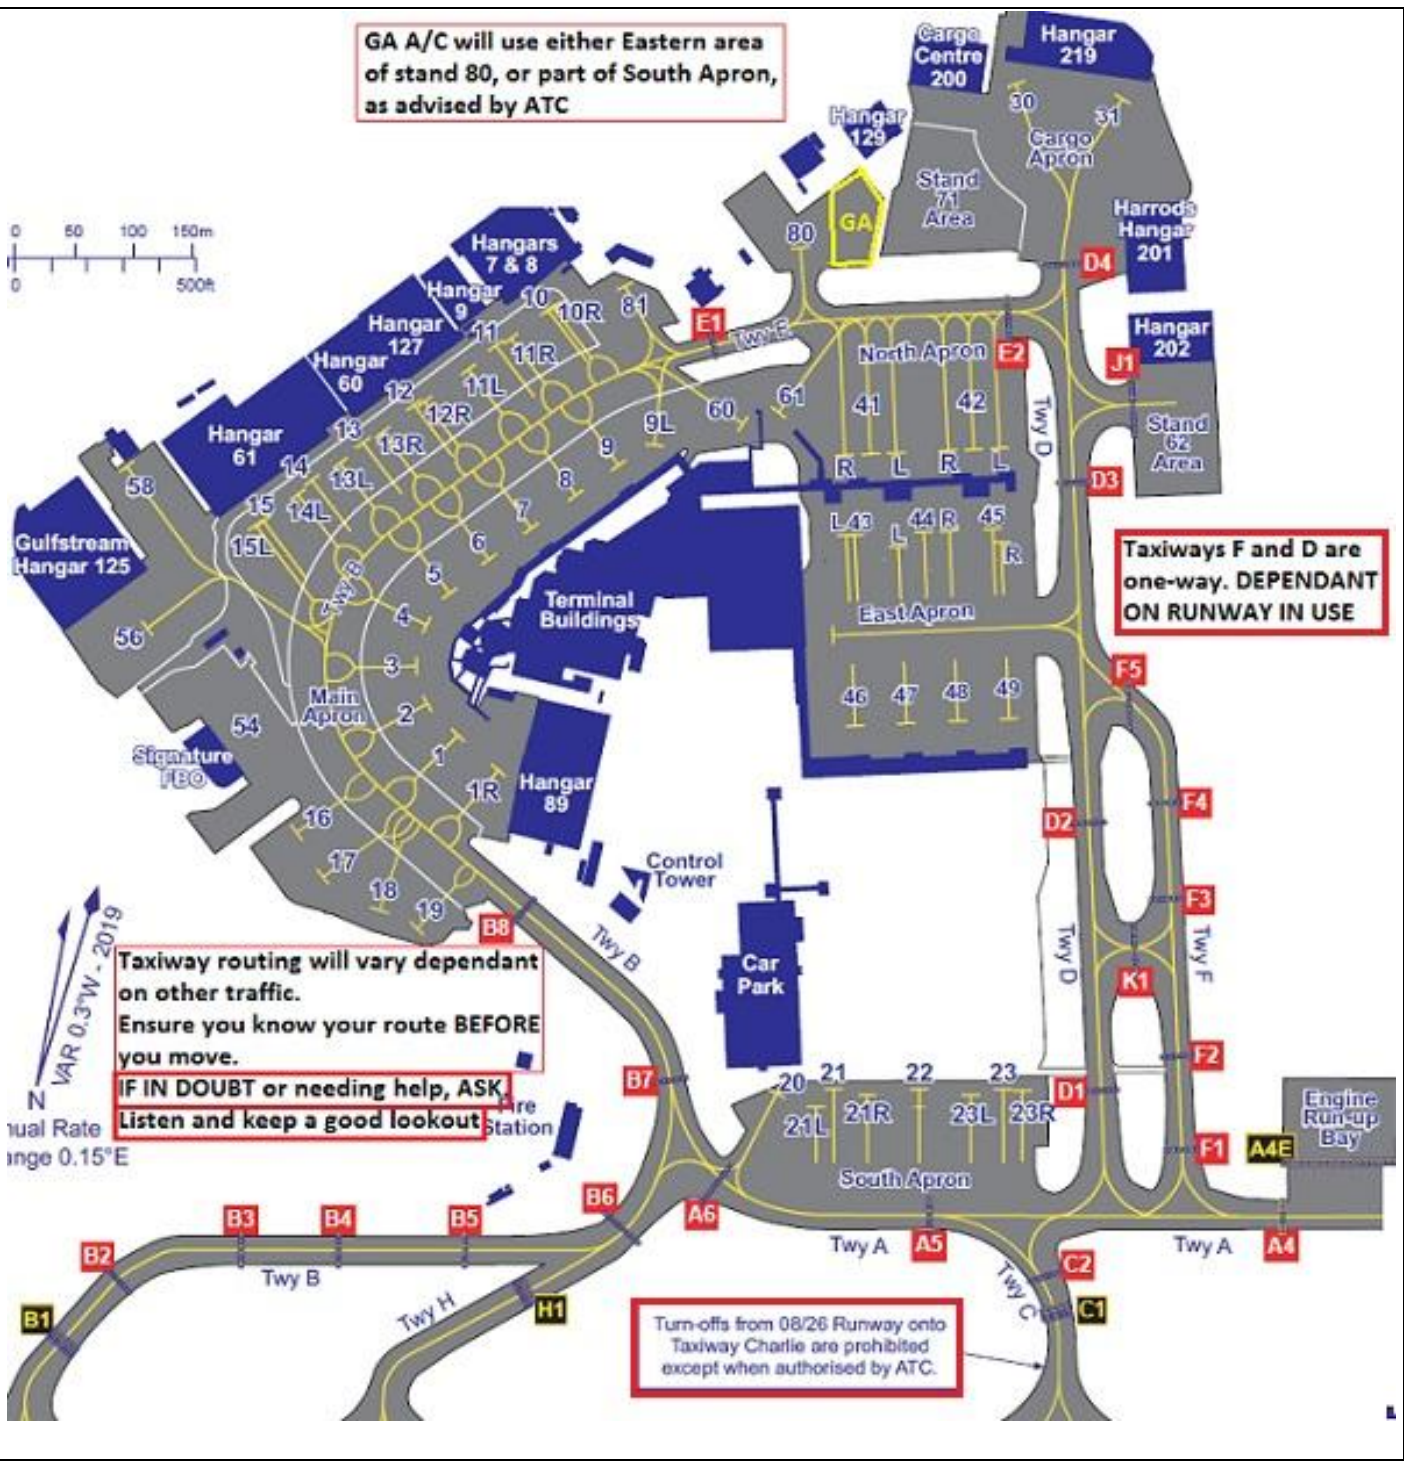 GA A/C will use either Eastern area
of stand 80, or part of South Apron,
as advised by ATC
Cargo
Centre
200
Hangar
219
30
31
Cargo
Apron
Hangar
129
Stand
71
Area
GA
80
Harrods
Hangar
201
D4
0 50 100 150m
0 500ft
Hangars
7 & 8
Hangar
9
Hangar
127
Hangar
60
Hangar
61
10
10R
81
11
11R
11L
12
12R
13
13R
13L
14
14L
15
15L
E1
Twy E
North Apron
E2
Hangar
202
J1
Stand
62
Area
61
60
9L
9
8
7
6
5
4
3
2
1
1R
41
42
R L R L
Twy D
D3
58
Gulfstream
Hangar 125
56
Twy B
L 43
L
44 R
45
R
East Apron
Terminal
Buildings
Taxiways F and D are
one-way. DEPENDANT
ON RUNWAY IN USE
46 47 48 49
F5
Main
Apron
54
Signature
FBO
Hangar
89
16
17
18
19
D2
F4
Control
Tower
F3
B8
Twy B
Car
Park
Twy D
K1
Twy F
VAR 0.3°W - 2019
N
nual Rate
ange 0.15°E
Taxiway routing will vary dependant
on other traffic.
Ensure you know your route BEFORE
you move.
IF IN DOUBT or needing help, ASK
Listen and keep a good lookout
Station
B7
F2
20
21
22
23
21L
21R
23L
23R
D1
F1
Engine
Run-up
Bay
A4E
South Apron
B6
A6
A5
A4
Twy A
Twy A
B2
B3
B4
B5
Twy B
B1
Twy H
H1
C2
Twy C
C1
Turn-offs from 08/26 Runway onto
Taxiway Charlie are prohibited
except when authorised by ATC.